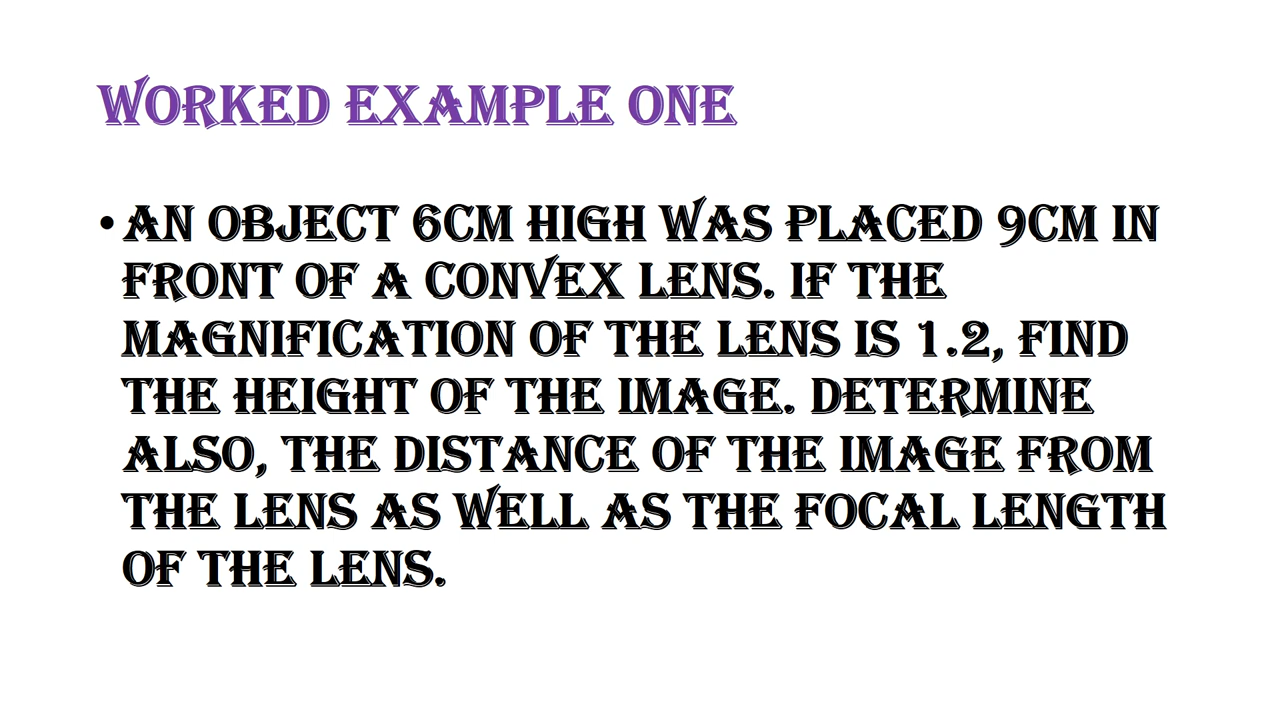 WORKED EXAMPLE ONE
• AN OBJECT 6CM HIGH WAS PLACED 9CM IN
FRONT OF A CONVEX LENS. IF THE
MAGNIFICATION OF THE LENS IS 1.2, FIND
THE HEIGHT OF THE IMAGE. DETERMINE
ALSO, THE DISTANCE OF THE IMAGE FROM
THE LENS AS WELL AS THE FOCAL LENGTH
OF THE LENS.